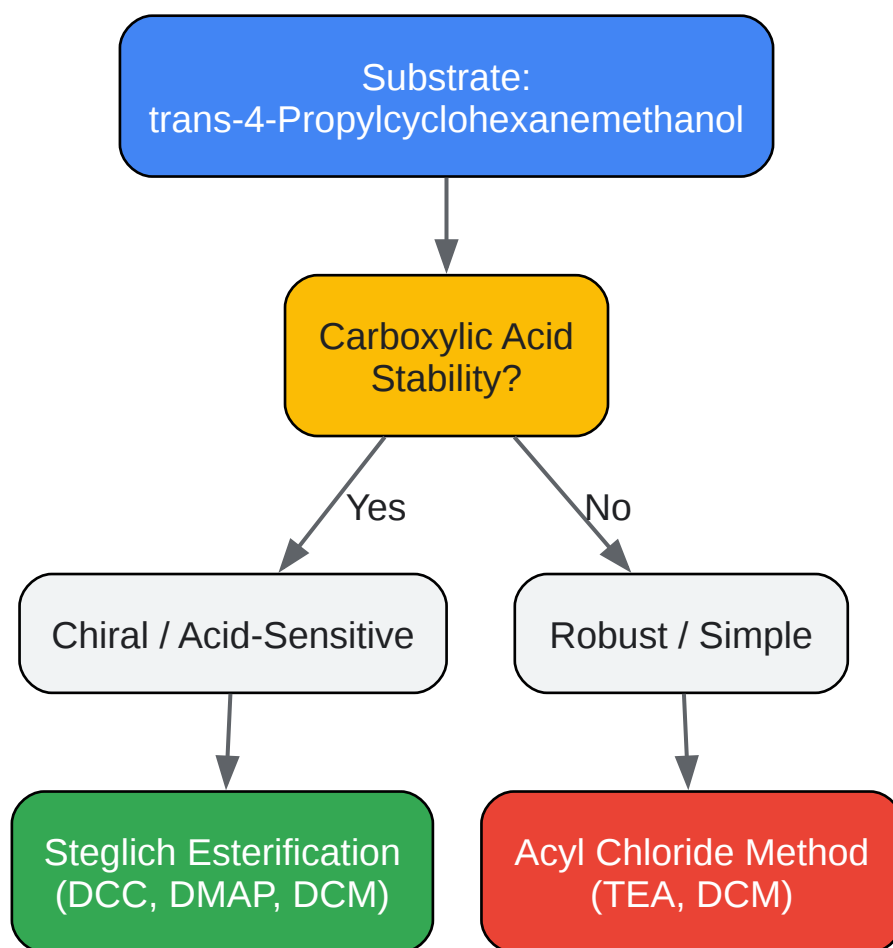 Substrate:
trans-4-Propylcyclohexanemethanol
Carboxylic Acid
Stability?
Yes
No
Chiral / Acid-Sensitive
Robust / Simple
Steglich Esterification
(DCC, DMAP, DCM)
Acyl Chloride Method
(TEA, DCM)